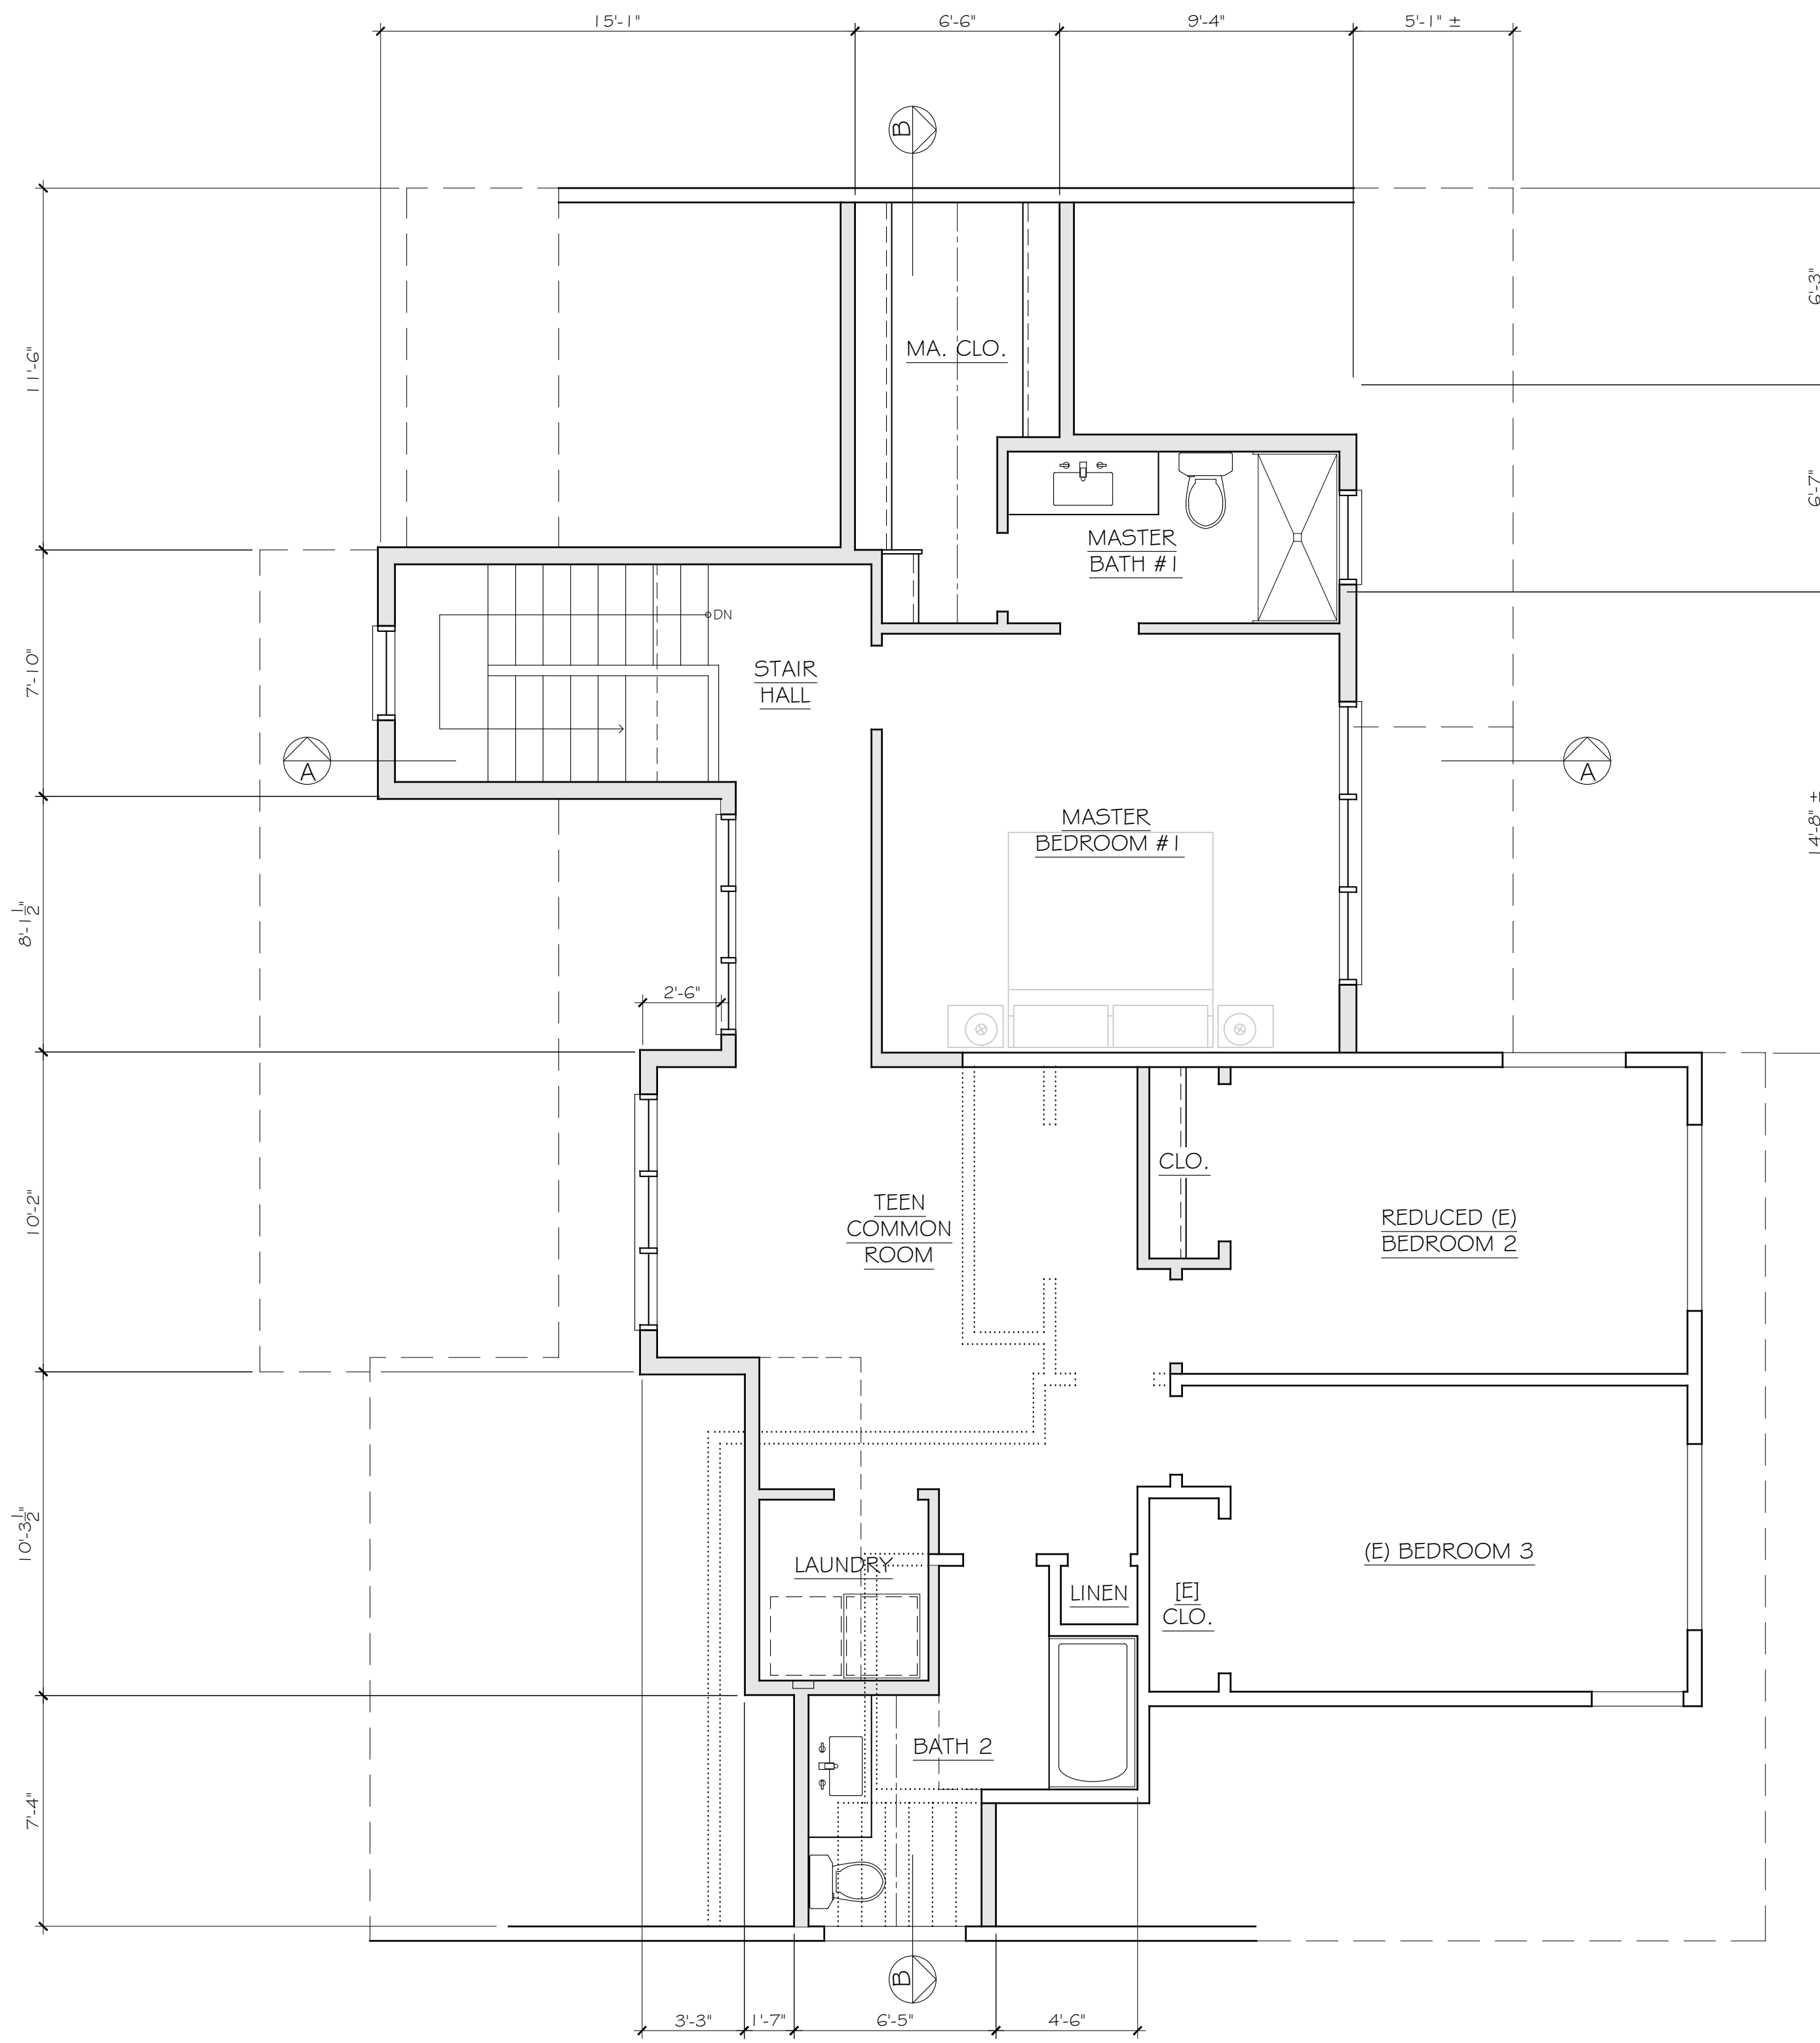 15'-1"
6'-6"
9'-4"
5'-1" ±
B
6'-3"
11'-6"
MA. CLO.
6'-7"
MASTER
BATH #1
DN
7'-10"
STAIR
HALL
A
A
14'-8" ±
MASTER
BEDROOM #1
8'-1 1/2"
2'-6"
CLO.
10'-2"
TEEN
COMMON
ROOM
REDUCED (E)
BEDROOM 2
10'-3 1/2"
LAUNDRY
(E) BEDROOM 3
LINEN
[E]
CLO.
BATH 2
7'-4"
B
3'-3"
1'-7"
6'-5"
4'-6"